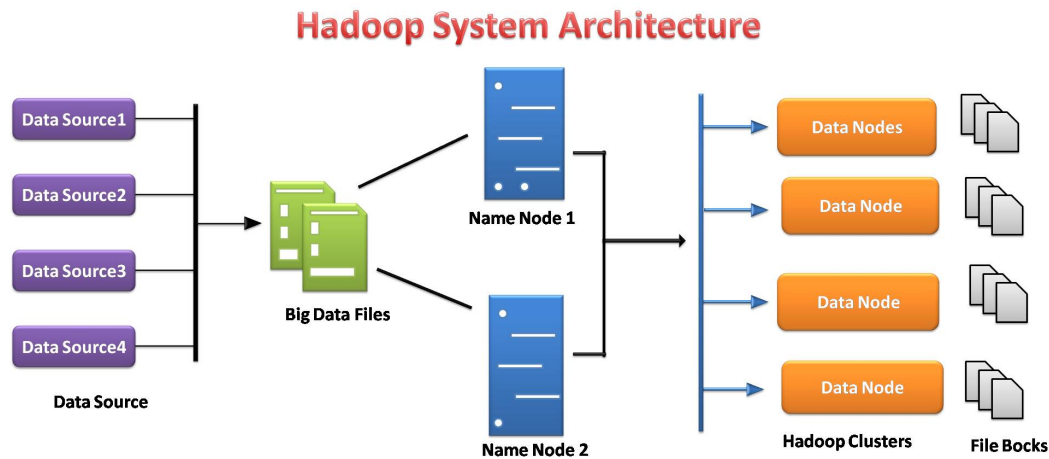 Hadoop System Architecture
Data Source1
Data Source2
Data Source3
Data Source4
Data Source
Big Data Files
Name Node 1
Name Node 2
Data Nodes
Data Node
Data Node
Data Node
Hadoop Clusters
File Bocks